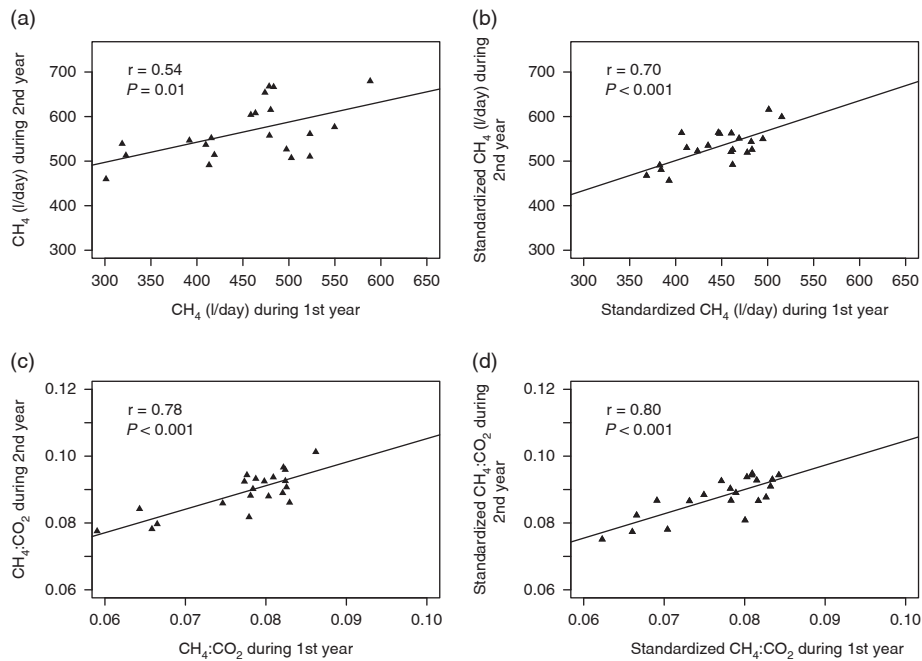 (a)
r = 0.54
P = 0.01
CH₄ (l/day) during 2nd year
700
600
500
400
300
300 350 400 450 500 550 600 650
CH₄ (l/day) during 1st year
(b)
r = 0.70
P < 0.001
Standardized CH₄ (l/day) during
2nd year
700
600
500
400
300
300 350 400 450 500 550 600 650
Standardized CH₄ (l/day) during 1st year
(c)
r = 0.78
P < 0.001
CH₄:CO₂ during 2nd year
0.12
0.10
0.08
0.06
0.06 0.07 0.08 0.09 0.10
CH₄:CO₂ during 1st year
(d)
r = 0.80
P < 0.001
Standardized CH₄:CO₂ during
2nd year
0.12
0.10
0.08
0.06
0.06 0.07 0.08 0.09 0.10
Standardized CH₄:CO₂ during 1st year